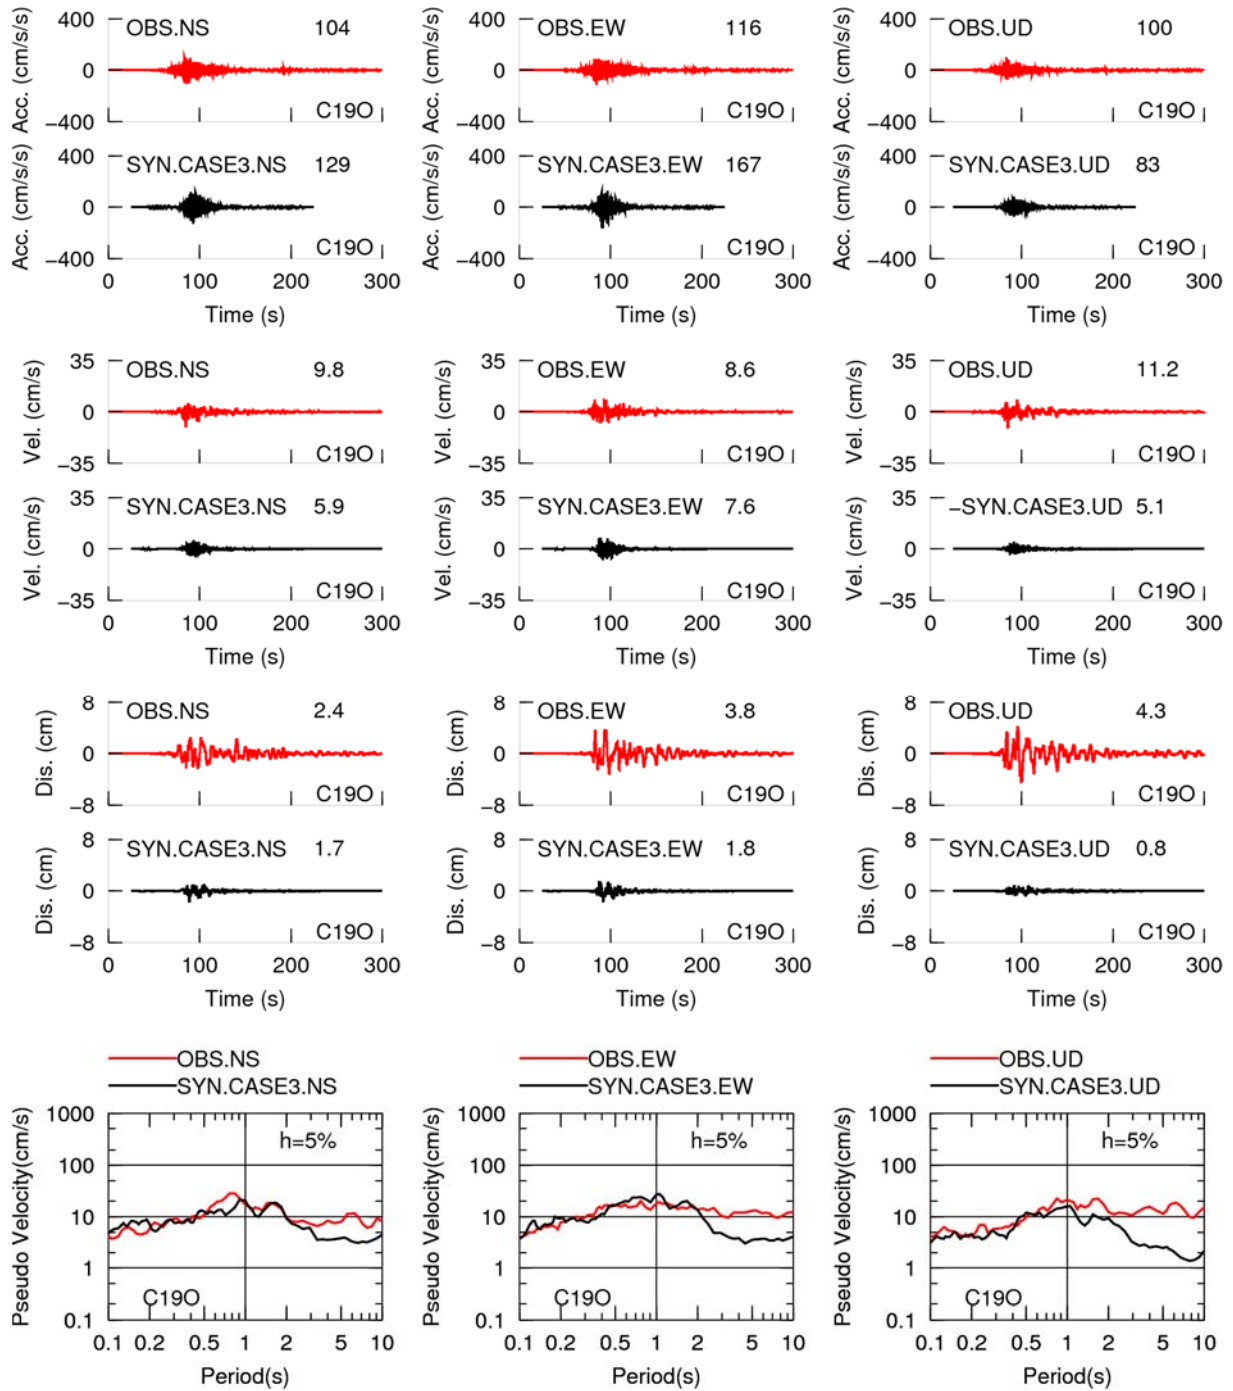 400 OBS.NS 104
0
−400 C19O
Acc. (cm/s/s)
400 OBS.EW 116
0
−400 C19O
Acc. (cm/s/s)
400 OBS.UD 100
0
−400 C19O
Acc. (cm/s/s)
400 SYN.CASE3.NS 129
0
−400 C19O
Acc. (cm/s/s)
0 100 200 300
Time (s)
400 SYN.CASE3.EW 167
0
−400 C19O
Acc. (cm/s/s)
0 100 200 300
Time (s)
400 SYN.CASE3.UD 83
0
−400 C19O
Acc. (cm/s/s)
0 100 200 300
Time (s)
35 OBS.NS 9.8
0
−35 C19O
Vel. (cm/s)
35 OBS.EW 8.6
0
−35 C19O
Vel. (cm/s)
35 OBS.UD 11.2
0
−35 C19O
Vel. (cm/s)
35 SYN.CASE3.NS 5.9
0
−35 C19O
Vel. (cm/s)
0 100 200 300
Time (s)
35 SYN.CASE3.EW 7.6
0
−35 C19O
Vel. (cm/s)
0 100 200 300
Time (s)
35 −SYN.CASE3.UD 5.1
0
−35 C19O
Vel. (cm/s)
0 100 200 300
Time (s)
8 OBS.NS 2.4
0
−8 C19O
Dis. (cm)
8 OBS.EW 3.8
0
−8 C19O
Dis. (cm)
8 OBS.UD 4.3
0
−8 C19O
Dis. (cm)
8 SYN.CASE3.NS 1.7
0
−8 C19O
Dis. (cm)
0 100 200 300
Time (s)
8 SYN.CASE3.EW 1.8
0
−8 C19O
Dis. (cm)
0 100 200 300
Time (s)
8 SYN.CASE3.UD 0.8
0
−8 C19O
Dis. (cm)
0 100 200 300
Time (s)
OBS.NS
SYN.CASE3.NS
1000
h=5%
100
10
1
C19O
0.1
Pseudo Velocity(cm/s)
0.1 0.2 0.5 1 2 5 10
Period(s)
OBS.EW
SYN.CASE3.EW
1000
h=5%
100
10
1
C19O
0.1
Pseudo Velocity(cm/s)
0.1 0.2 0.5 1 2 5 10
Period(s)
OBS.UD
SYN.CASE3.UD
1000
h=5%
100
10
1
C19O
0.1
Pseudo Velocity(cm/s)
0.1 0.2 0.5 1 2 5 10
Period(s)